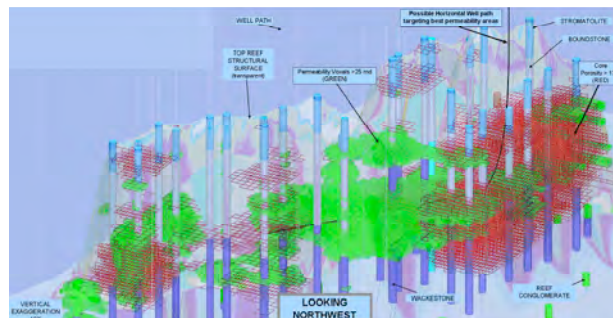 WELL PATH
Possible Horizontal Well path
targeting best permeability areas
STROMATOLITE
BOUNDSTONE
TOP REEF
STRUCTURAL
SURFACE
(transparent)
Permeability Voxels >25 md
(GREEN)
Core
Porosity >
(RED)
VERTICAL
EXAGGERATION
LOOKING
NORTHWEST
WACKESTONE
REEF
CONGLOMERATE